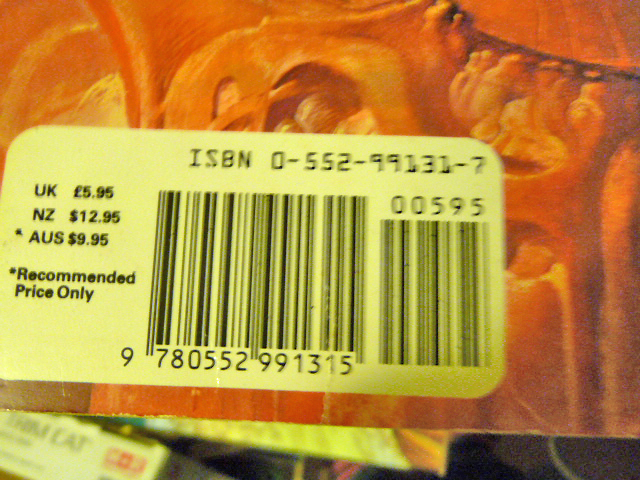 ISBN 0-552-99131-7
UK £5.95
NZ $12.95
* AUS $9.95
*Recommended
Price Only
00595
9 780552 991315